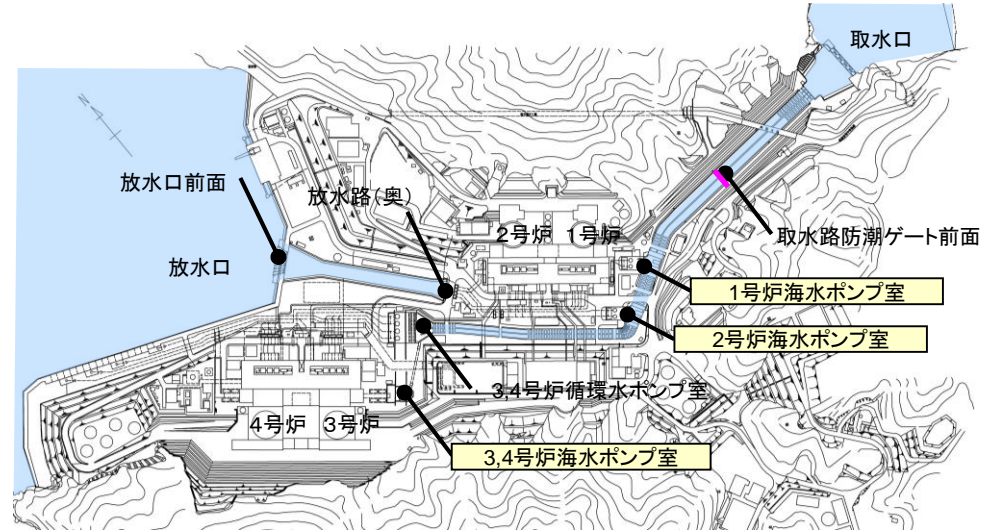 取水口
N
放水口前面
放水路(奥)
2号炉 1号炉
取水路防潮ゲート前面
放水口
1号炉海水ポンプ室
2号炉海水ポンプ室
3,4号炉循環水ポンプ室
4号炉 3号炉
3,4号炉海水ポンプ室